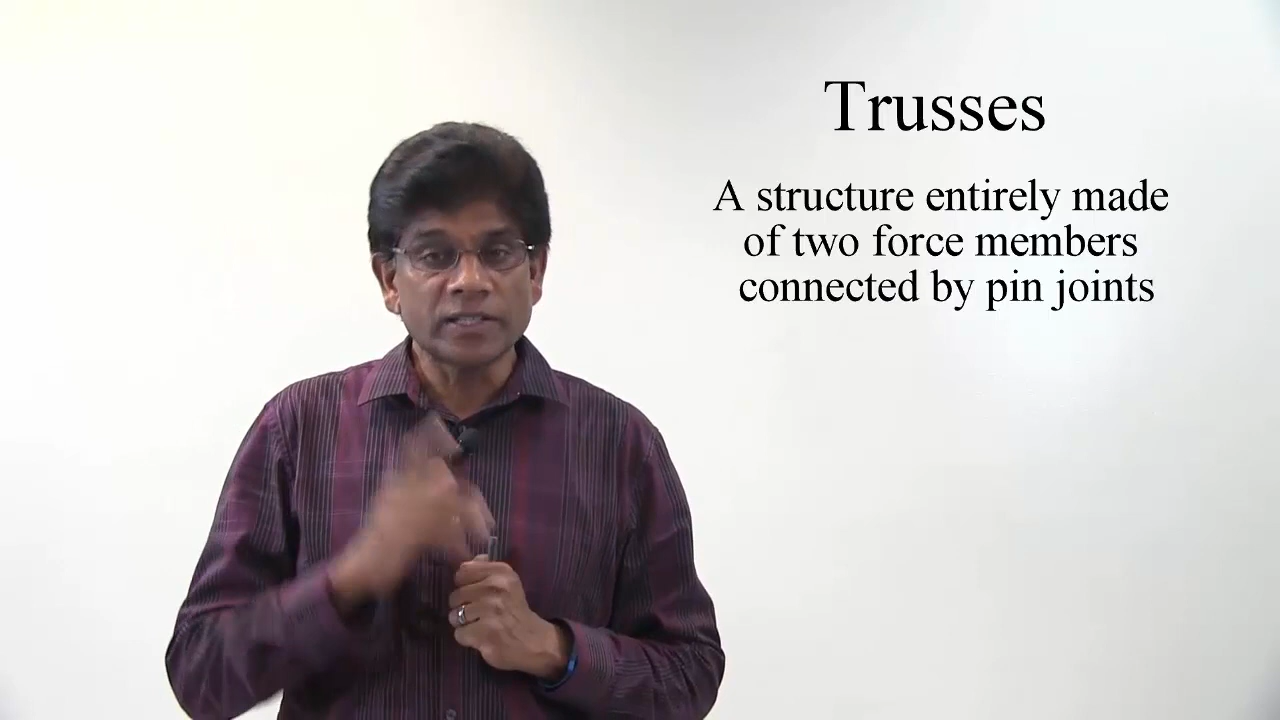 Trusses
A structure entirely made
of two force members
connected by pin joints